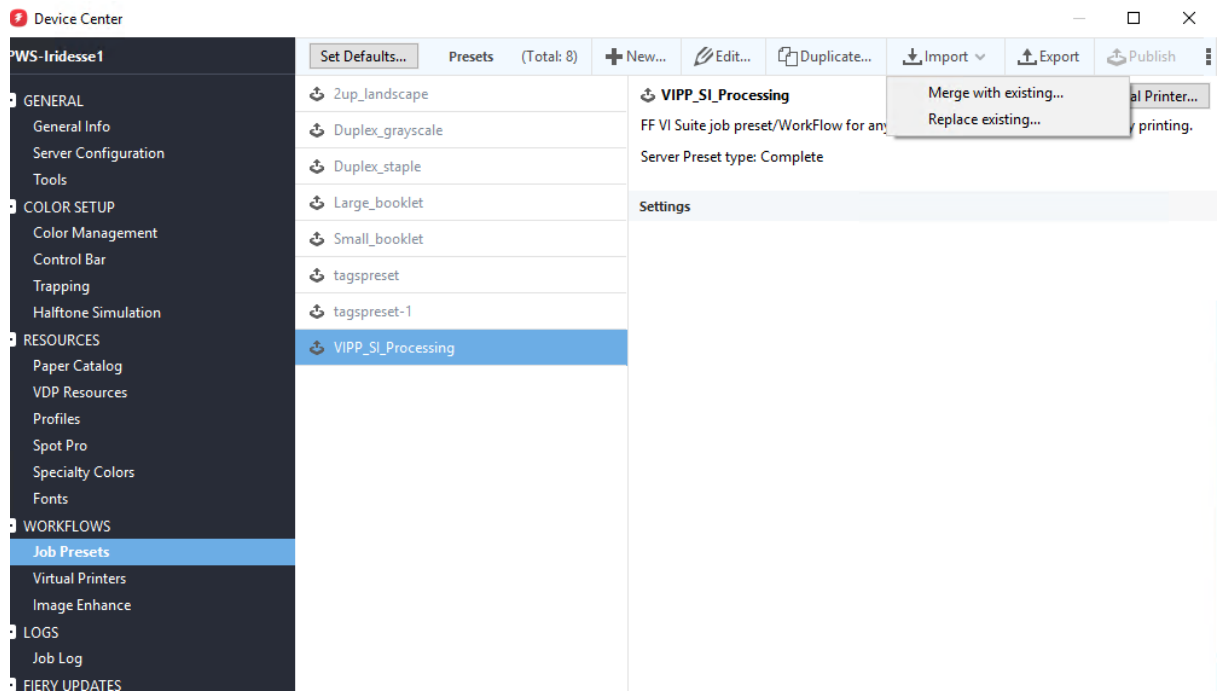 Device Center
PWS-Iridesse1
GENERAL
General Info
Server Configuration
Tools
COLOR SETUP
Color Management
Control Bar
Trapping
Halftone Simulation
RESOURCES
Paper Catalog
VDP Resources
Profiles
Spot Pro
Specialty Colors
Fonts
WORKFLOWS
Job Presets
Virtual Printers
Image Enhance
LOGS
Job Log
FIERY UPDATES
Set Defaults... Presets (Total: 8) New... Edit... Duplicate... Import Export Publish
2up_landscape
Duplex_grayscale
Duplex_staple
Large_booklet
Small_booklet
tagspreset
tagspreset-1
VIPP_SI_Processing
Merge with existing...
Replace existing...
VIPP_SI_Processing al Printer...
FF VI Suite job preset/WorkFlow for any printing.
Server Preset type: Complete
Settings